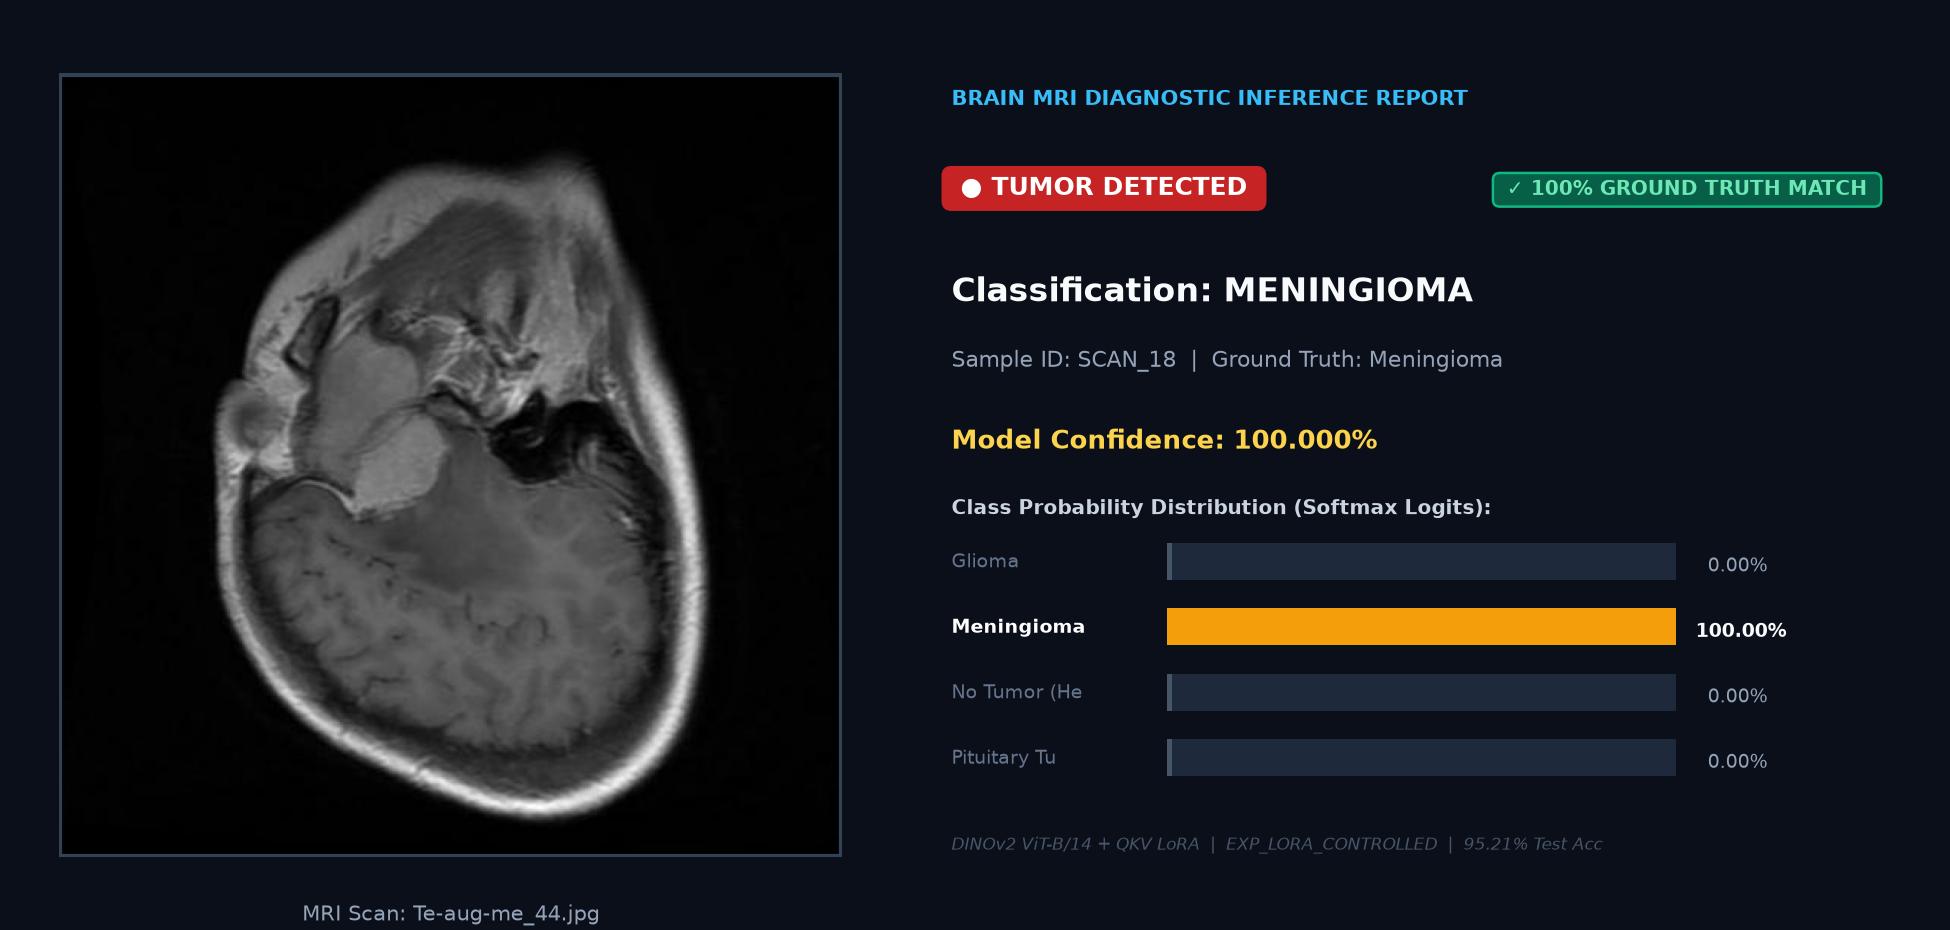 BRAIN MRI DIAGNOSTIC INFERENCE REPORT
● TUMOR DETECTED
✓ 100% GROUND TRUTH MATCH
Classification: MENINGIOMA
Sample ID: SCAN_18 | Ground Truth: Meningioma
Model Confidence: 100.000%
Class Probability Distribution (Softmax Logits):
Glioma 0.00%
Meningioma 100.00%
No Tumor (He 0.00%
Pituitary Tu 0.00%
DINOv2 ViT-B/14 + QKV LoRA | EXP_LORA_CONTROLLED | 95.21% Test Acc
MRI Scan: Te-aug-me_44.jpg